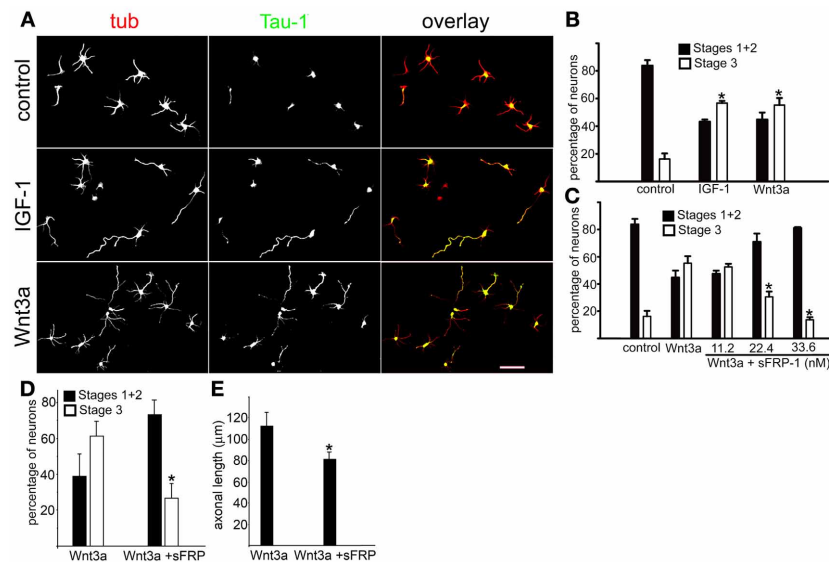 A tub Tau-1 overlay
control
IGF-1
Wnt3a
B
Stages 1+2
Stage 3
percentage of neurons
80
60
40
20
* *
control IGF-1 Wnt3a
C
Stages 1+2
Stage 3
percentage of neurons
80
60
40
20
* *
control Wnt3a 11.2 22.4 33.6
Wnt3a + sFRP-1 (nM)
D
Stages 1+2
Stage 3
percentage of neurons
80
60
40
20
*
Wnt3a Wnt3a +sFRP
E
axonal length (μm)
120
100
80
60
40
20
*
Wnt3a Wnt3a +sFRP